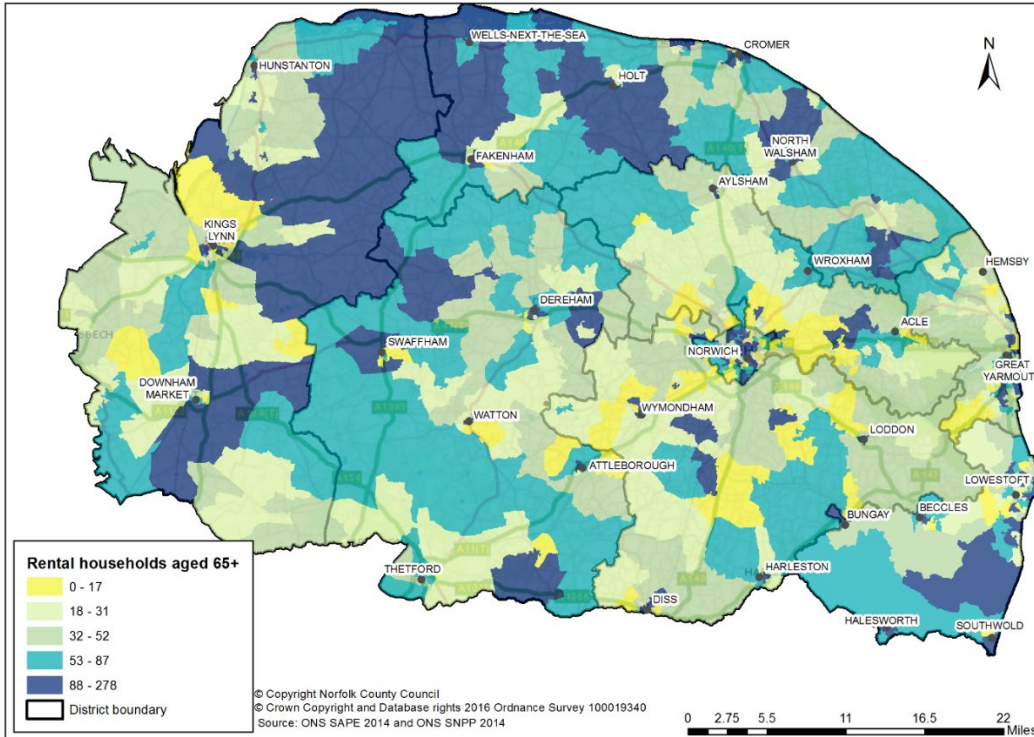 WELLS-NEXT-THE-SEA
CROMER
N
HUNSTANTON
HOLT
NORTH
WALSHAM
FAKENHAM
AYLSHAM
KINGS
LYNN
WROXHAM
HEMSBY
DEREHAM
ACLE
SWAFFHAM
NORWICH
GREAT
YARMOUTH
DOWNHAM
MARKET
WYMONDHAM
WATTON
LODDON
ATTLEBOROUGH
LOWESTOFT
BUNGAY
BECCLES
THETFORD
HARLESTON
DISS
HALESWORTH
SOUTHWOLD
Rental households aged 65+
0 - 17
18 - 31
32 - 52
53 - 87
88 - 278
District boundary
© Copyright Norfolk County Council
© Crown Copyright and Database rights 2016 Ordnance Survey 100019340
Source: ONS SAPE 2014 and ONS SNPP 2014
0 2.75 5.5 11 16.5 22
Miles